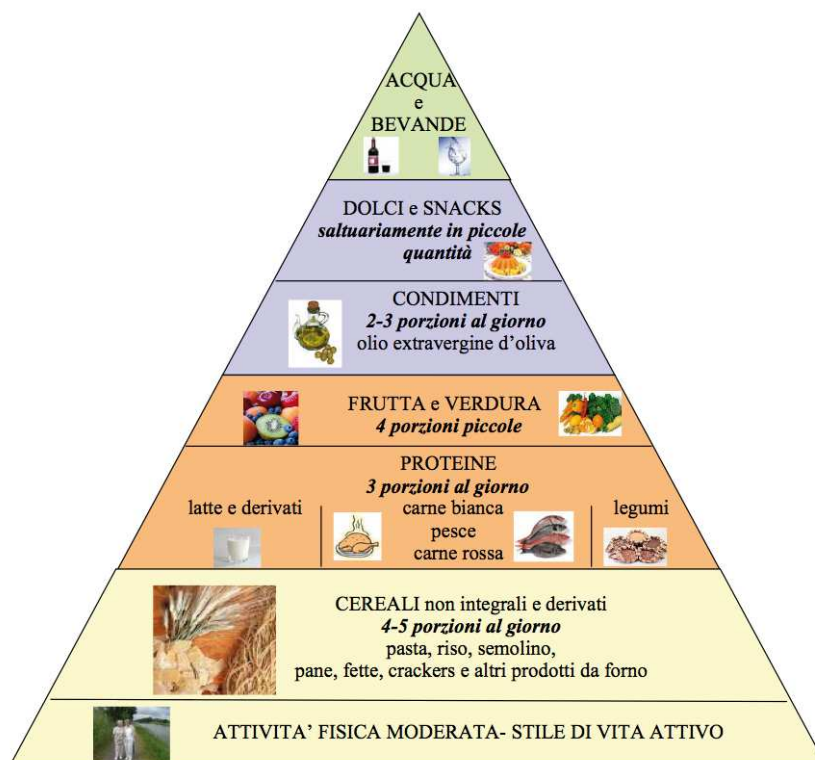 ACQUA
e
BEVANDE
DOLCI e SNACKS
saltuariamente in piccole
quantità
CONDIMENTI
2-3 porzioni al giorno
olio extravergine d'oliva
FRUTTA e VERDURA
4 porzioni piccole
PROTEINE
3 porzioni al giorno
latte e derivati
carne bianca
pesce
carne rossa
legumi
CEREALI non integrali e derivati
4-5 porzioni al giorno
pasta, riso, semolino,
pane, fette, crackers e altri prodotti da forno
ATTIVITA' FISICA MODERATA- STILE DI VITA ATTIVO